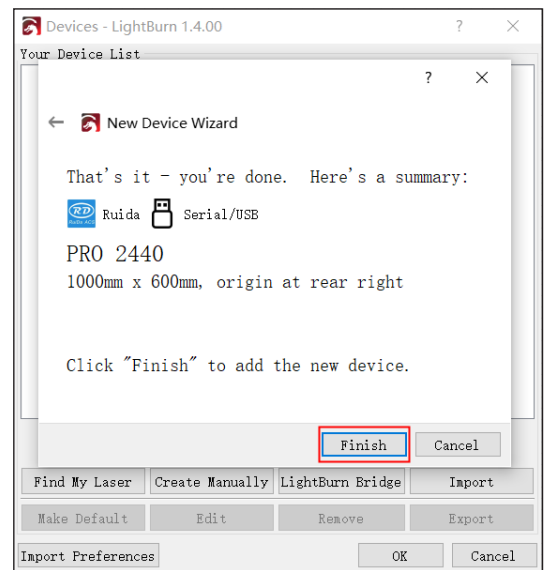 Devices - LightBurn 1.4.00 ? ×
Your Device List
? ×
← New Device Wizard
That's it - you're done. Here's a summary:
RD Ruida Serial/USB
PRO 2440
1000mm x 600mm, origin at rear right
Click "Finish" to add the new device.
Finish Cancel
Find My Laser Create Manually LightBurn Bridge Import
Make Default Edit Remove Export
Import Preferences OK Cancel